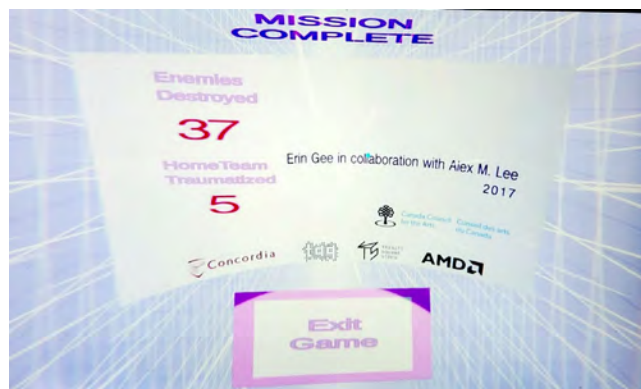 MISSION
COMPLETE
Enemies
Destroyed
37
HomeTeam
Traumatized
5
Erin Gee in collaboration with Alex M. Lee
2017
Canada Council
for the Arts
Conseil des arts
du Canada
Concordia
tag
AMD
Exit
Game